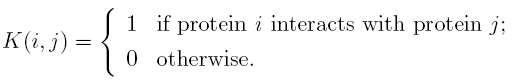 K(i, j) = { 1 if protein i interacts with protein j;
0 otherwise.